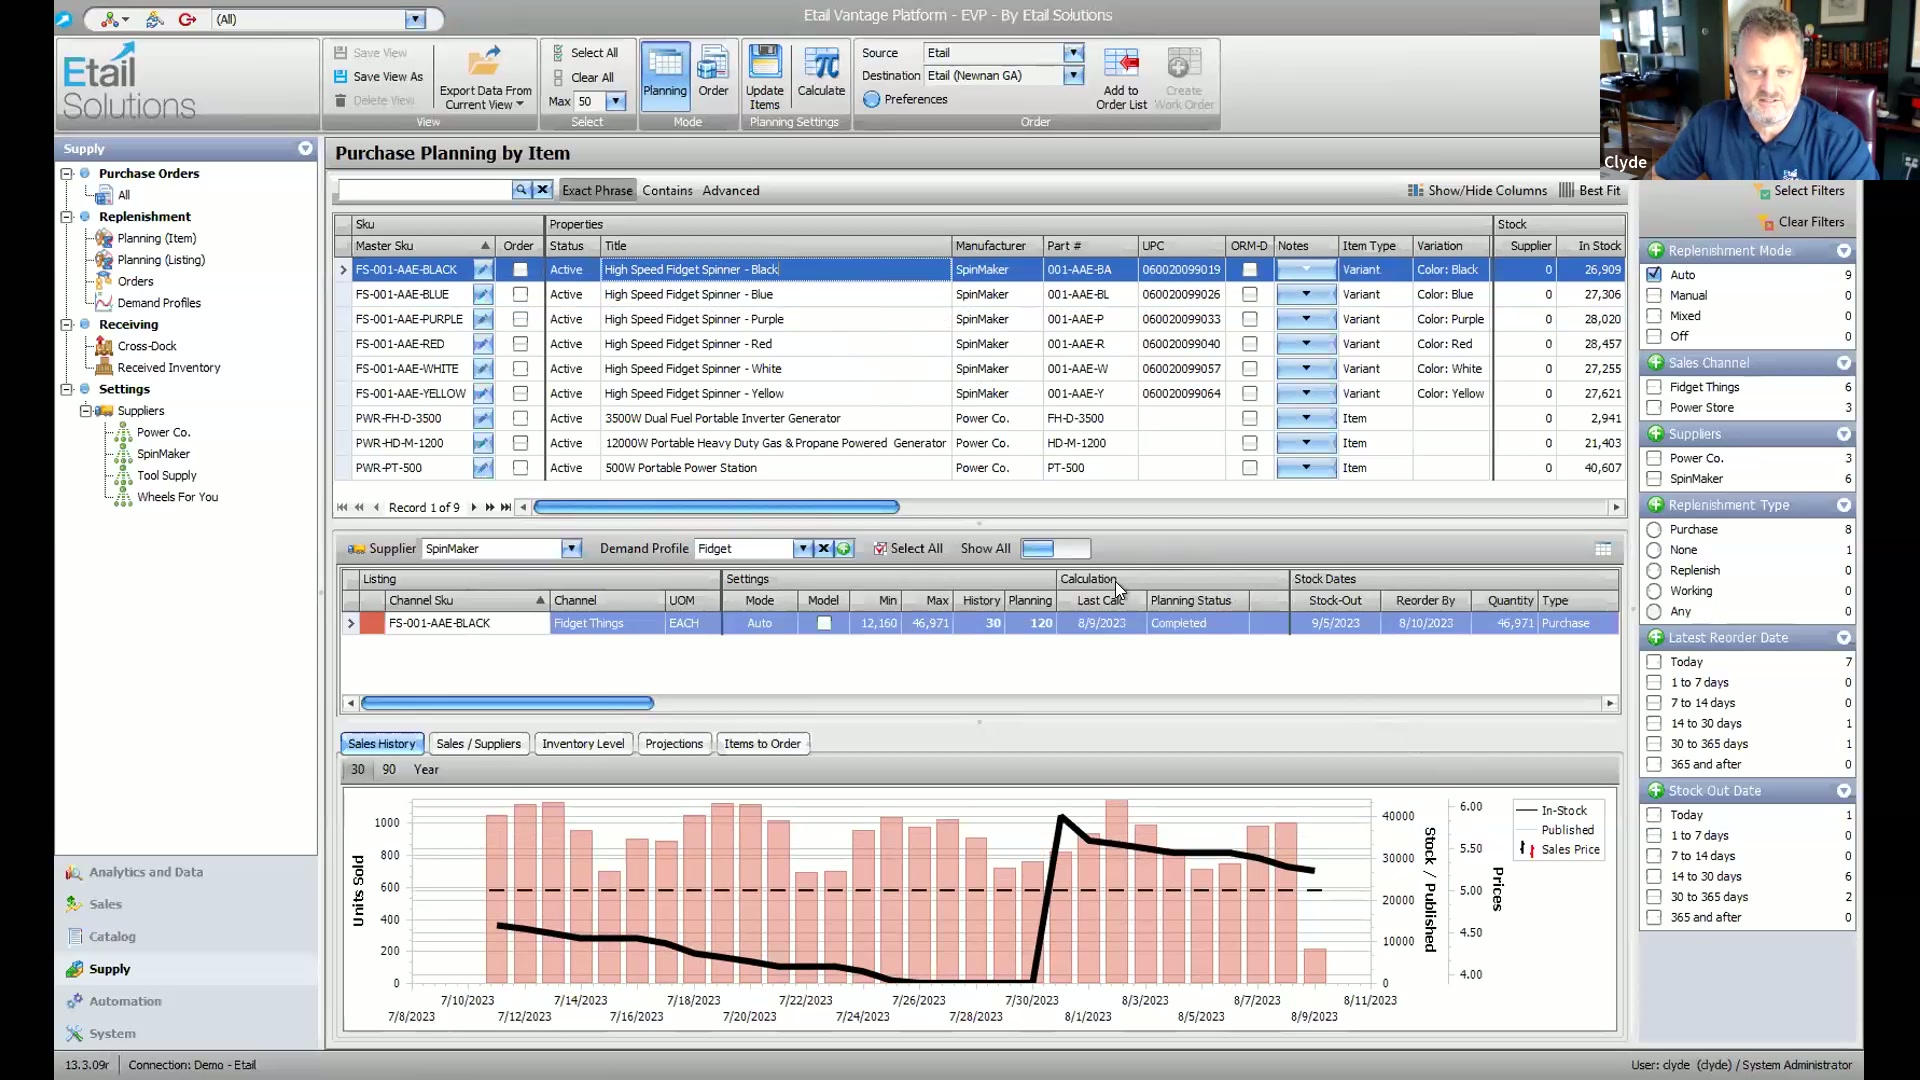 (All)
Etail Vantage Platform - EVP - By Etail Solutions
Clyde
Etail
Solutions
Save View
Save View As
Delete View
Export Data From
Current View
View
Select All
Clear All
Max 50
Select
Planning
Order
Mode
Update
Items
Calculate
Planning Settings
Source Etail
Destination Etail (Newnan GA)
Preferences
Add to
Order List
Create
Work Order
Order
Supply
Purchase Orders
All
Replenishment
Planning (Item)
Planning (Listing)
Orders
Demand Profiles
Receiving
Cross-Dock
Received Inventory
Settings
Suppliers
Power Co.
SpinMaker
Tool Supply
Wheels For You
Analytics and Data
Sales
Catalog
Supply
Automation
System
Purchase Planning by Item
Exact Phrase Contains Advanced
Show/Hide Columns Best Fit
Sku Properties Stock
Master Sku Order Status Title Manufacturer Part # UPC ORM-D Notes Item Type Variation Supplier In Stock
FS-001-AAE-BLACK Active High Speed Fidget Spinner - Black SpinMaker 001-AAE-BA 060020099019 Variant Color: Black 0 26,909
FS-001-AAE-BLUE Active High Speed Fidget Spinner - Blue SpinMaker 001-AAE-BL 060020099026 Variant Color: Blue 0 27,306
FS-001-AAE-PURPLE Active High Speed Fidget Spinner - Purple SpinMaker 001-AAE-P 060020099033 Variant Color: Purple 0 28,020
FS-001-AAE-RED Active High Speed Fidget Spinner - Red SpinMaker 001-AAE-R 060020099040 Variant Color: Red 0 28,457
FS-001-AAE-WHITE Active High Speed Fidget Spinner - White SpinMaker 001-AAE-W 060020099057 Variant Color: White 0 27,255
FS-001-AAE-YELLOW Active High Speed Fidget Spinner - Yellow SpinMaker 001-AAE-Y 060020099064 Variant Color: Yellow 0 27,621
PWR-FH-D-3500 Active 3500W Dual Fuel Portable Inverter Generator Power Co. FH-D-3500 Item 0 2,941
PWR-HD-M-1200 Active 12000W Portable Heavy Duty Gas & Propane Powered Generator Power Co. HD-M-1200 Item 0 21,403
PWR-PT-500 Active 500W Portable Power Station Power Co. PT-500 Item 0 40,607
Record 1 of 9
Supplier SpinMaker Demand Profile Fidget Select All Show All
Listing Settings Calculation Stock Dates
Channel Sku Channel UOM Mode Model Min Max History Planning Last Calc Planning Status Stock-Out Reorder By Quantity Type
FS-001-AAE-BLACK Fidget Things EACH Auto 12,160 46,971 30 120 8/9/2023 Completed 9/5/2023 8/10/2023 46,971 Purchase
Sales History Sales / Suppliers Inventory Level Projections Items to Order
30 90 Year
Units Sold
1000
800
600
400
200
0
40000
30000
20000
10000
0
Stock / Published
6.00
5.50
5.00
4.50
4.00
Prices
In-Stock
Published
Sales Price
7/10/2023 7/14/2023 7/18/2023 7/22/2023 7/26/2023 7/30/2023 8/3/2023 8/7/2023 8/11/2023
7/8/2023 7/12/2023 7/16/2023 7/20/2023 7/24/2023 7/28/2023 8/1/2023 8/5/2023 8/9/2023
Select Filters
Clear Filters
Replenishment Mode
Auto 9
Manual 0
Mixed 0
Off 0
Sales Channel
Fidget Things 6
Power Store 3
Suppliers
Power Co. 3
SpinMaker 6
Replenishment Type
Purchase 8
None 1
Replenish 0
Working 0
Any 0
Latest Reorder Date
Today 7
1 to 7 days 0
7 to 14 days 0
14 to 30 days 1
30 to 365 days 1
365 and after 0
Stock Out Date
Today 1
1 to 7 days 0
7 to 14 days 0
14 to 30 days 6
30 to 365 days 2
365 and after 0
13.3.09r Connection: Demo - Etail
User: clyde (clyde) / System Administrator